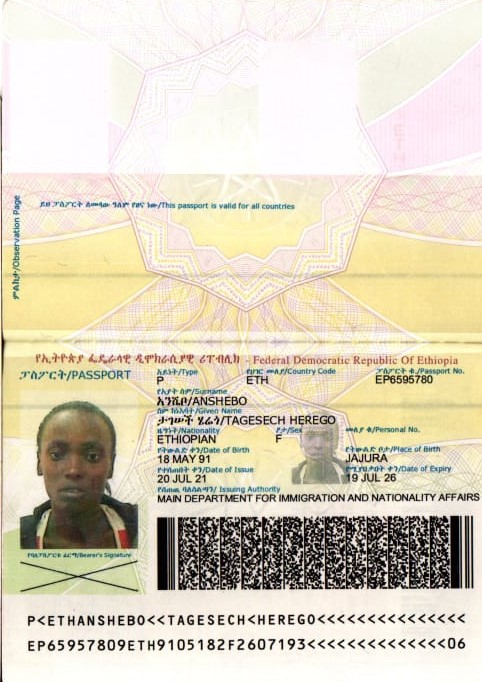 ይህ ፓስፖርት ለመላው ዓለም የፀና ነው/This passport is valid for all countries
ምልከታ/Observation Page
የኢትዮጵያ ፌዴራላዊ ዲሞክራሲያዊ ሪፐብሊክ - Federal Democratic Republic Of Ethiopia
ፓስፖርት/PASSPORT
ዓይነት/Type የሀገር መለያ/Country Code ፓስፖርት ቁ./Passport No.
P ETH EP6595780
የአያት ስም/Surname
አንሼቦ/ANSHEBO
ስም ከነአባት/Given Name
ታገሠች ሄሬጎ/TAGESECH HEREGO
ዜግነት/Nationality ፆታ/Sex መለያ ቁ/Personal No.
ETHIOPIAN F
የትውልድ ቀን/Date of Birth የትውልድ ቦታ/Place of Birth
18 MAY 91 JAJURA
የተሰጠበት ቀን/Date of Issue የሚያበቃበት ቀን/Date of Expiry
20 JUL 21 19 JUL 26
የሰጠዉ ባለስልጣን/ Issuing Authority
MAIN DEPARTMENT FOR IMMIGRATION AND NATIONALITY AFFAIRS
የባለፓስፖርቱ ፊርማ/Bearer's Signature
P<ETHANSHEBO<<TAGESECH<HEREGO<<<<<<<<<<<<<<<
EP65957809ETH9105182F2607193<<<<<<<<<<<<<<06